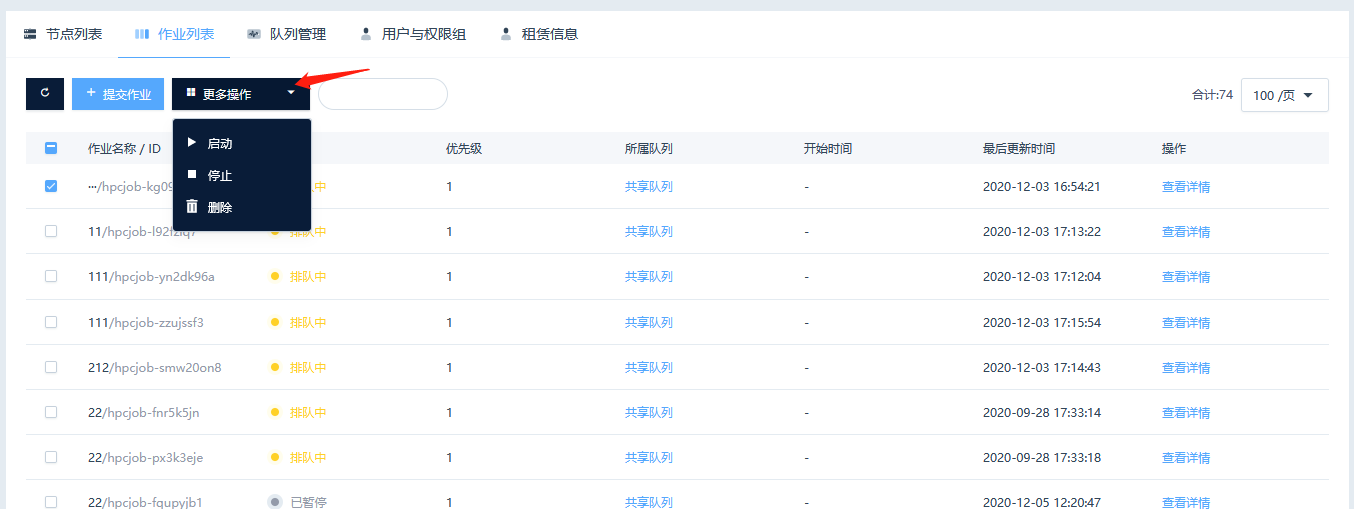 节点列表 作业列表 队列管理 用户与权限组 租赁信息
提交作业 更多操作 合计:74 100 /页
启动
停止
删除
作业名称 / ID 优先级 所属队列 开始时间 最后更新时间 操作
···/hpcjob-kg09 中 1 共享队列 - 2020-12-03 16:54:21 查看详情
11/hpcjob-l92fzlq7 排队中 1 共享队列 - 2020-12-03 17:13:22 查看详情
111/hpcjob-yn2dk96a 排队中 1 共享队列 - 2020-12-03 17:12:04 查看详情
111/hpcjob-zzujssf3 排队中 1 共享队列 - 2020-12-03 17:15:54 查看详情
212/hpcjob-smw20on8 排队中 1 共享队列 - 2020-12-03 17:14:43 查看详情
22/hpcjob-fnr5k5jn 排队中 1 共享队列 - 2020-09-28 17:33:14 查看详情
22/hpcjob-px3k3eje 排队中 1 共享队列 - 2020-09-28 17:33:18 查看详情
22/hpcjob-fqupyjb1 已暂停 1 共享队列 - 2020-12-05 12:20:47 查看详情